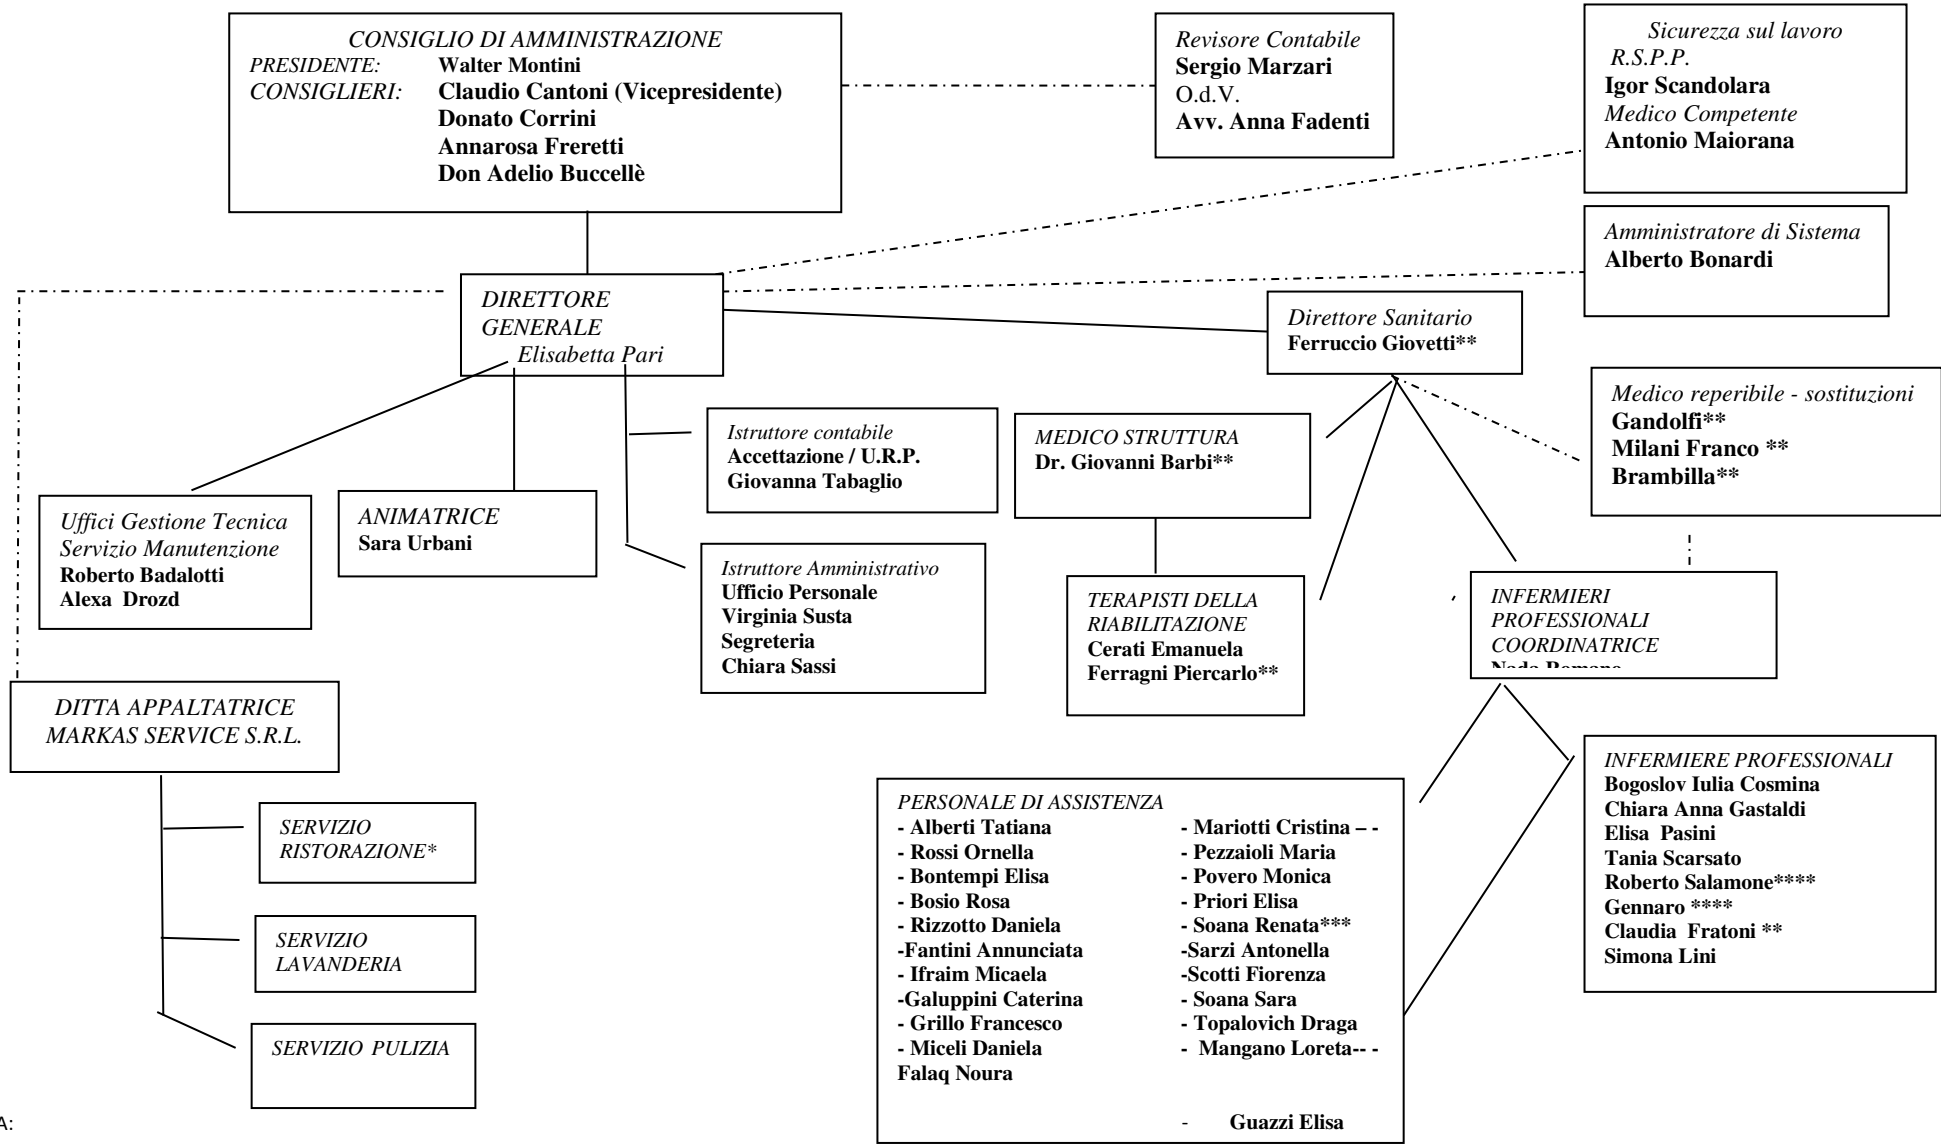 CONSIGLIO DI AMMINISTRAZIONE
PRESIDENTE: Walter Montini
CONSIGLIERI: Claudio Cantoni (Vicepresidente)
Donato Corrini
Annarosa Freretti
Don Adelio Buccellè
Revisore Contabile
Sergio Marzari
O.d.V.
Avv. Anna Fadenti
Sicurezza sul lavoro
R.S.P.P.
Igor Scandolara
Medico Competente
Antonio Maiorana
Amministratore di Sistema
Alberto Bonardi
DIRETTORE
GENERALE
Elisabetta Pari
Direttore Sanitario
Ferruccio Giovetti**
Medico reperibile - sostituzioni
Gandolfi**
Milani Franco **
Brambilla**
Istruttore contabile
Accettazione / U.R.P.
Giovanna Tabaglio
MEDICO STRUTTURA
Dr. Giovanni Barbi**
Uffici Gestione Tecnica
Servizio Manutenzione
Roberto Badalotti
Alexa Drozd
ANIMATRICE
Sara Urbani
Istruttore Amministrativo
Ufficio Personale
Virginia Susta
Segreteria
Chiara Sassi
TERAPISTI DELLA
RIABILITAZIONE
Cerati Emanuela
Ferragni Piercarlo**
INFERMIERI
PROFESSIONALI
COORDINATRICE
DITTA APPALTATRICE
MARKAS SERVICE S.R.L.
SERVIZIO
RISTORAZIONE*
SERVIZIO
LAVANDERIA
SERVIZIO PULIZIA
PERSONALE DI ASSISTENZA
- Alberti Tatiana - Mariotti Cristina – -
- Rossi Ornella - Pezzaioli Maria
- Bontempi Elisa - Povero Monica
- Bosio Rosa - Priori Elisa
- Rizzotto Daniela - Soana Renata***
-Fantini Annunciata -Sarzi Antonella
- Ifraim Micaela -Scotti Fiorenza
-Galuppini Caterina - Soana Sara
- Grillo Francesco - Topalovich Draga
- Miceli Daniela - Mangano Loreta-- -
Falaq Noura
- Guazzi Elisa
INFERMIERE PROFESSIONALI
Bogoslov Iulia Cosmina
Chiara Anna Gastaldi
Elisa Pasini
Tania Scarsato
Roberto Salamone****
Gennaro ****
Claudia Fratoni **
Simona Lini
A: